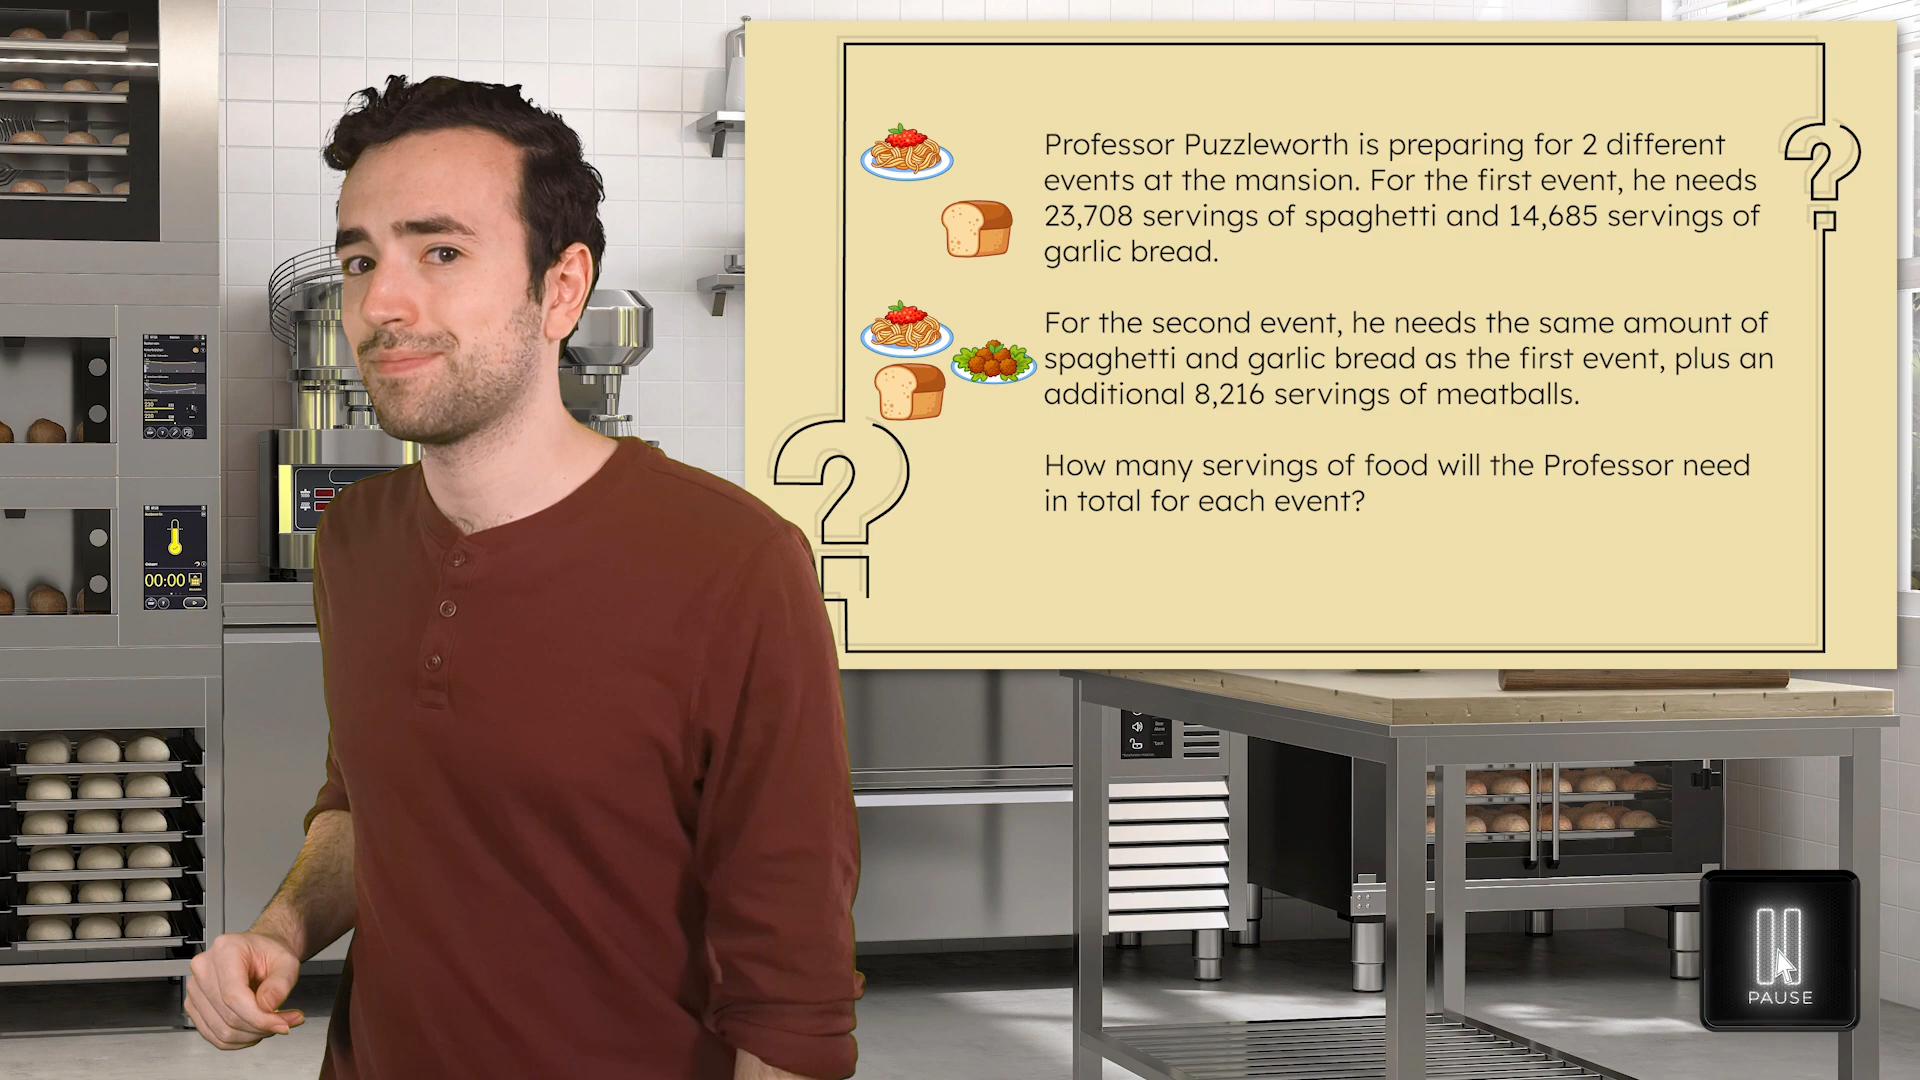 Professor Puzzleworth is preparing for 2 different
events at the mansion. For the first event, he needs
23,708 servings of spaghetti and 14,685 servings of
garlic bread.
For the second event, he needs the same amount of
spaghetti and garlic bread as the first event, plus an
additional 8,216 servings of meatballs.
How many servings of food will the Professor need
in total for each event?
00:00
PAUSE